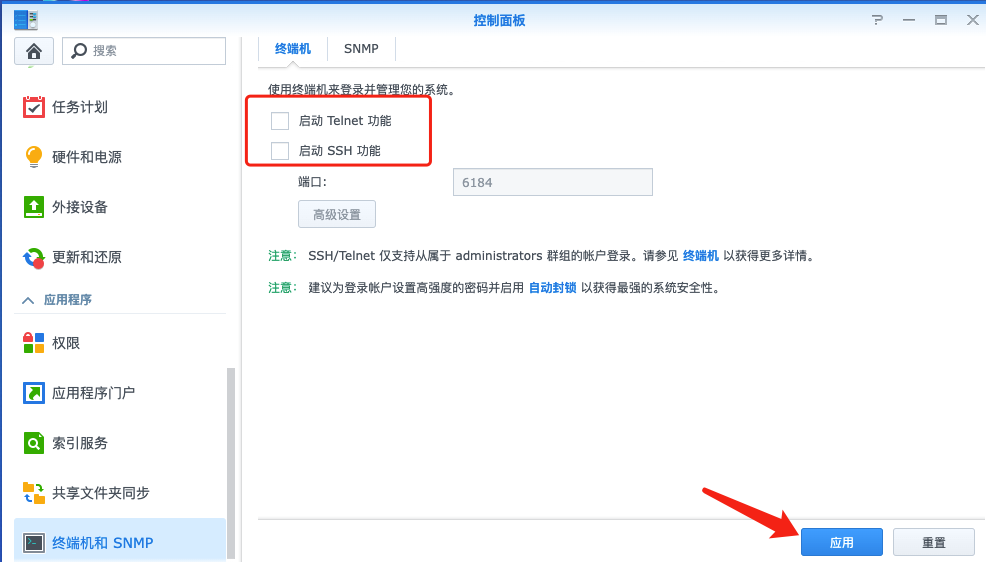 控制面板
搜索
任务计划
硬件和电源
外接设备
更新和还原
应用程序
权限
应用程序门户
索引服务
共享文件夹同步
终端机和 SNMP
终端机 SNMP
使用终端机来登录并管理您的系统。
启动 Telnet 功能
启动 SSH 功能
端口: 6184
高级设置
注意: SSH/Telnet 仅支持从属于 administrators 群组的帐户登录。请参见 终端机 以获得更多详情。
注意: 建议为登录帐户设置高强度的密码并启用 自动封锁 以获得最强的系统安全性。
应用 重置